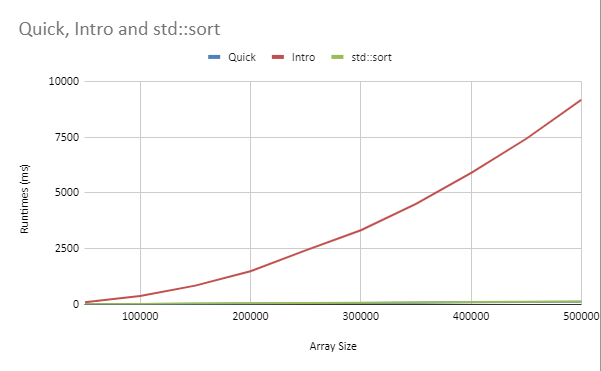 Quick, Intro and std::sort
Quick Intro std::sort
10000
7500
5000
2500
0
Runtimes (ms)
100000 200000 300000 400000 500000
Array Size